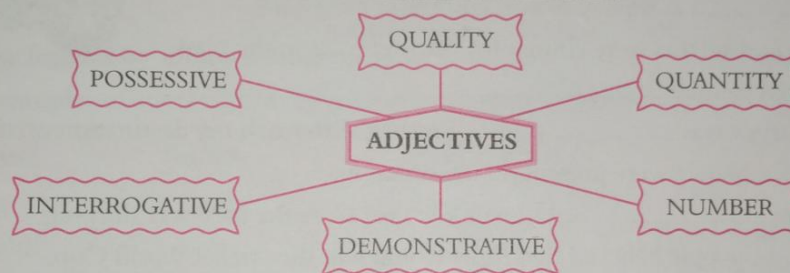 QUALITY
POSSESSIVE
QUANTITY
ADJECTIVES
INTERROGATIVE
NUMBER
DEMONSTRATIVE